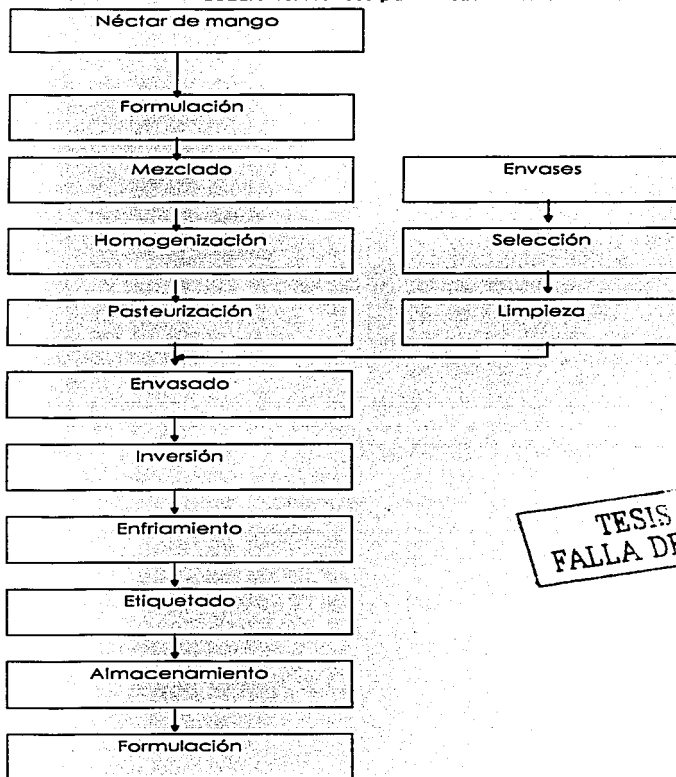 Néctar de mango
Formulación
Mezclado
Homogenización
Pasteurización
Envases
Selección
Limpieza
Envasado
Inversión
Enfriamiento
Etiquetado
Almacenamiento
Formulación
TESIS
FALLA DE